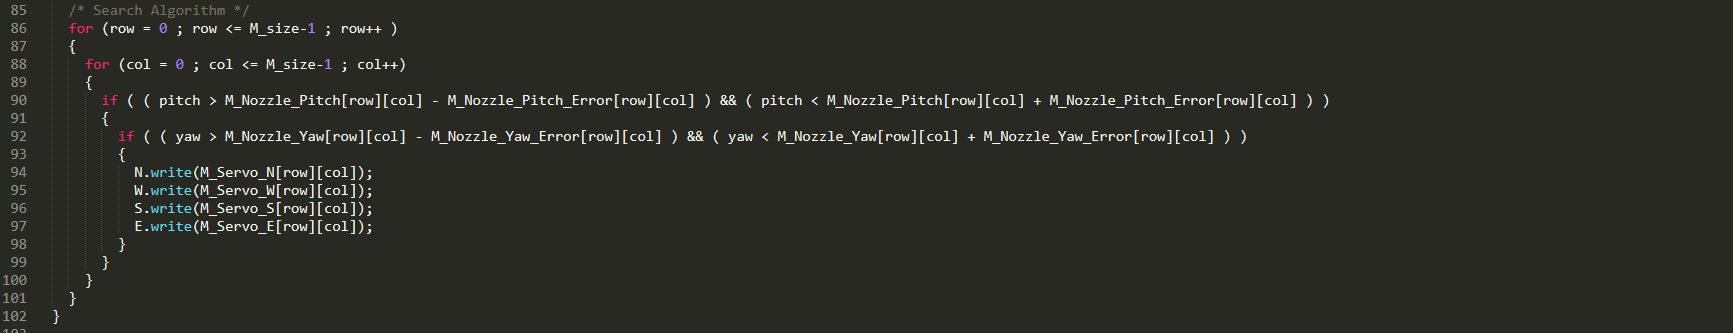 85 /* Search Algorithm */
86 for (row = 0 ; row <= M_size-1 ; row++ )
87 {
88 for (col = 0 ; col <= M_size-1 ; col++)
89 {
90 if ( ( pitch > M_Nozzle_Pitch[row][col] - M_Nozzle_Pitch_Error[row][col] ) && ( pitch < M_Nozzle_Pitch[row][col] + M_Nozzle_Pitch_Error[row][col] ) )
91 {
92 if ( ( yaw > M_Nozzle_Yaw[row][col] - M_Nozzle_Yaw_Error[row][col] ) && ( yaw < M_Nozzle_Yaw[row][col] + M_Nozzle_Yaw_Error[row][col] ) )
93 {
94 N.write(M_Servo_N[row][col]);
95 W.write(M_Servo_W[row][col]);
96 S.write(M_Servo_S[row][col]);
97 E.write(M_Servo_E[row][col]);
98 }
99 }
100 }
101 }
102 }